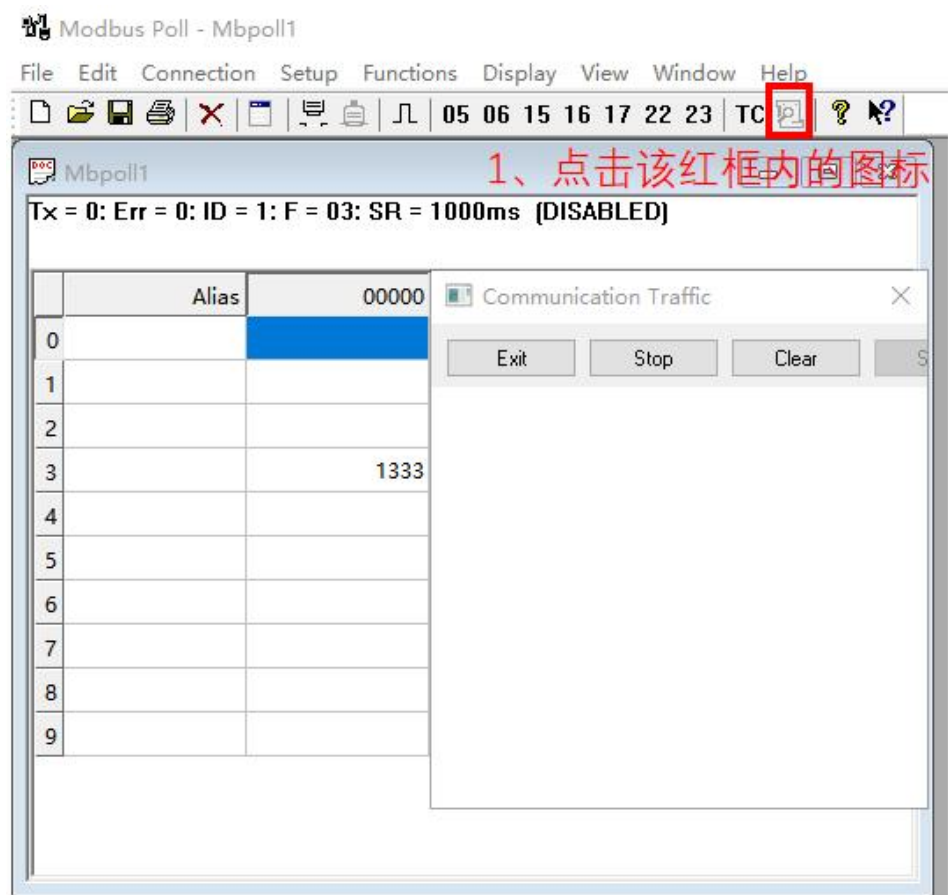 Modbus Poll - Mbpoll1
File Edit Connection Setup Functions Display View Window Help
05 06 15 16 17 22 23 TC
Mbpoll1
1、点击该红框内的图标
Tx = 0: Err = 0: ID = 1: F = 03: SR = 1000ms (DISABLED)
Alias 00000
Communication Traffic
Exit Stop Clear S
0
1
2
3 1333
4
5
6
7
8
9